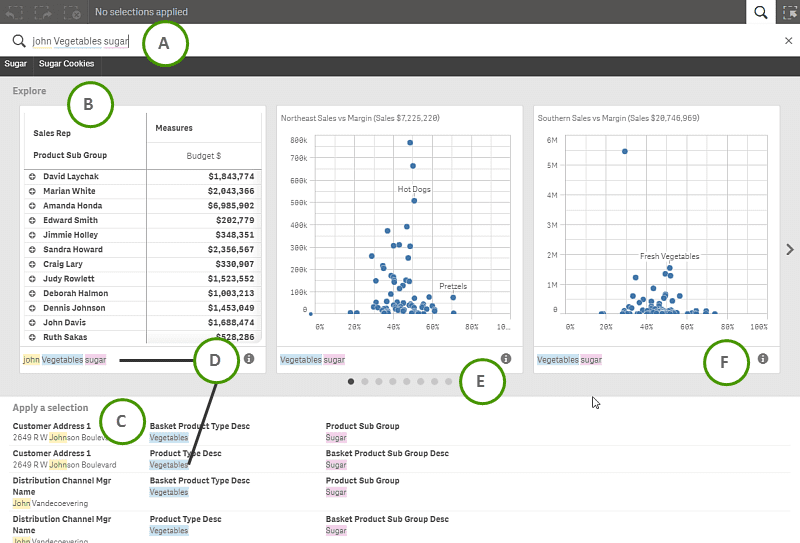 No selections applied
john Vegetables sugar
A
Sugar Sugar Cookies
Explore
B
Sales Rep Measures
Product Sub Group Budget $
David Laychak $1,843,774
Marian White $2,043,366
Amanda Honda $6,985,902
Edward Smith $202,779
Jimmie Holley $348,351
Sandra Howard $2,356,567
Craig Lary $330,907
Judy Rowlett $1,523,552
Deborah Halmon $1,003,213
Dennis Johnson $1,453,049
John Davis $1,688,474
Ruth Sakas $528,286
john Vegetables sugar
D
Northeast Sales vs Margin (Sales $7,225,220)
800k
700k
600k
Hot Dogs
500k
400k
300k
200k
Pretzels
100k
0
0% 20% 40% 60% 80% 10...
Vegetables sugar
E
Southern Sales vs Margin (Sales $20,746,969)
6M
5M
4M
3M
2M
Fresh Vegetables
1M
0
0% 20% 40% 60% 80% 100%
Vegetables sugar
F
Apply a selection
C
Customer Address 1 Basket Product Type Desc Product Sub Group
2649 R W Johnson Boulevard Vegetables Sugar
Customer Address 1 Product Type Desc Basket Product Sub Group Desc
2649 R W Johnson Boulevard Vegetables Sugar
Distribution Channel Mgr Basket Product Type Desc Product Sub Group
Name Vegetables Sugar
John Vandecoevering
Distribution Channel Mgr Product Type Desc Basket Product Sub Group Desc
Name Vegetables Sugar
John Vandecoevering